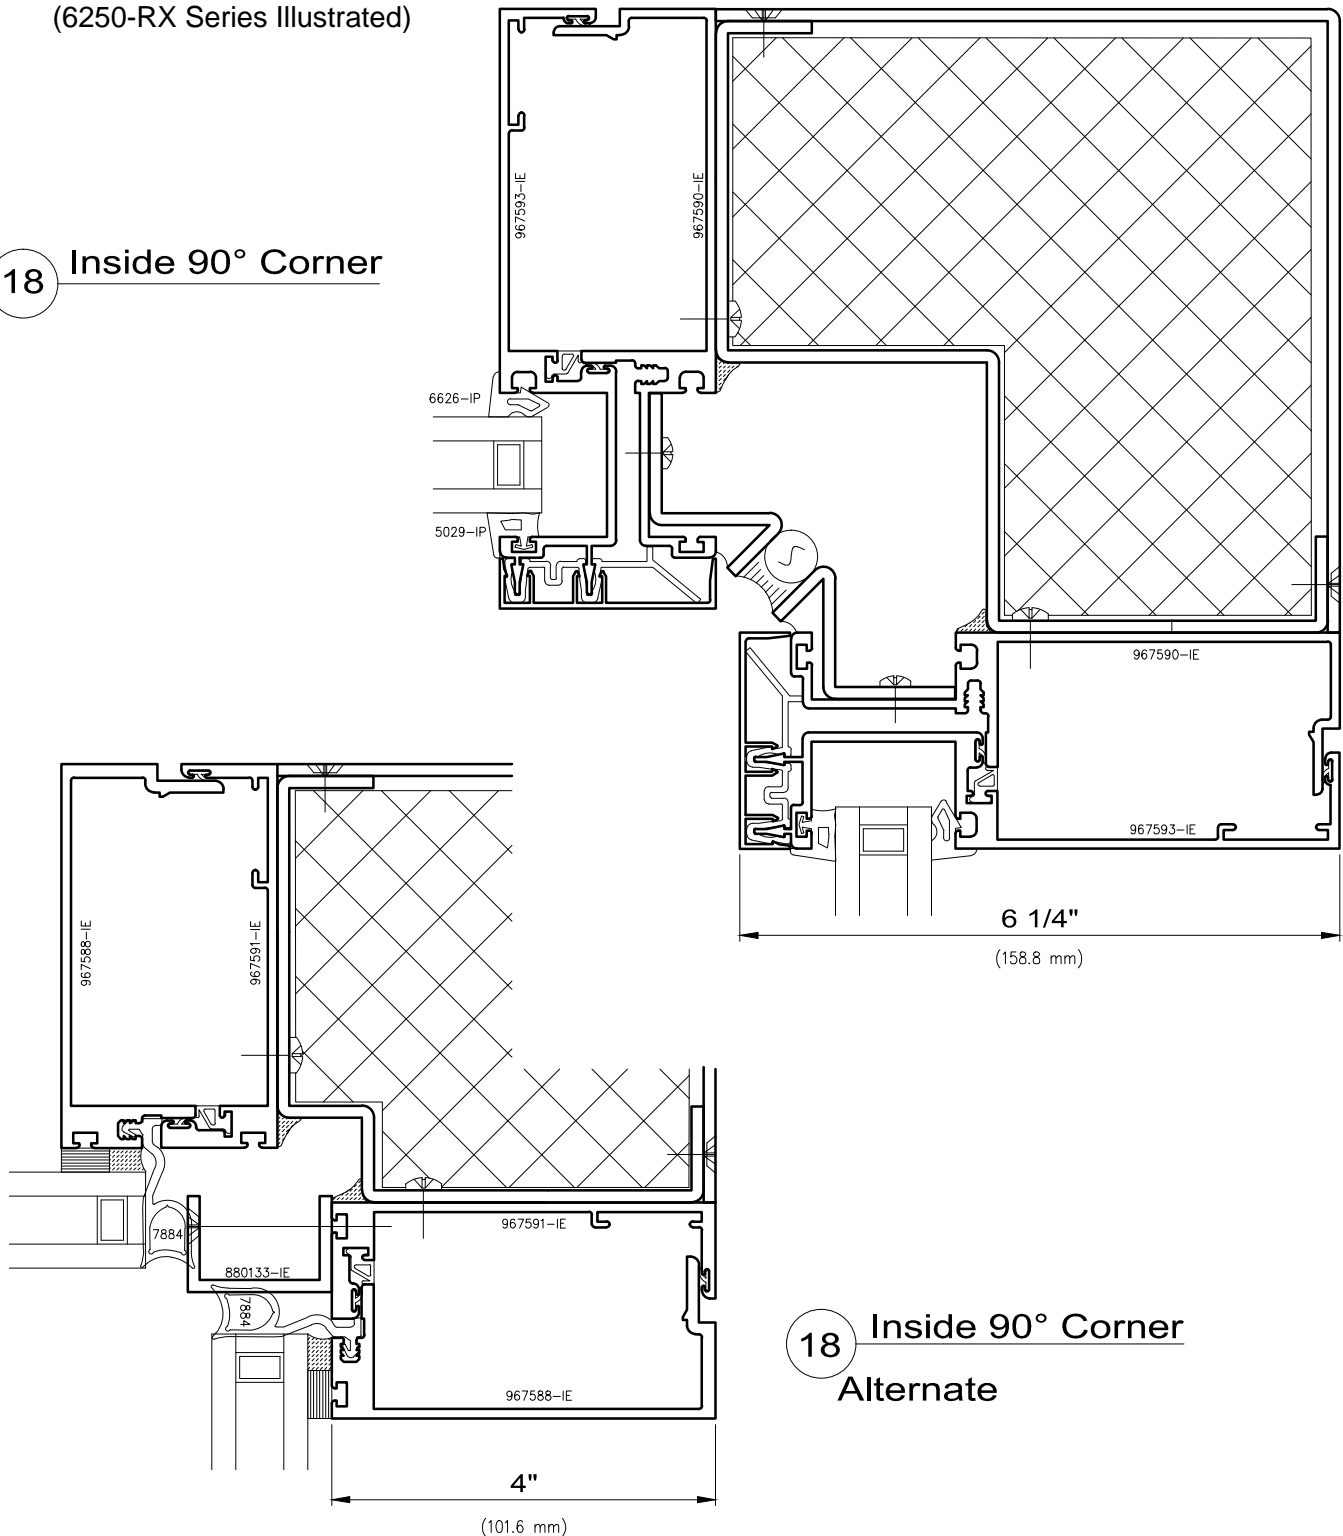 (6250-RX Series Illustrated)
18 Inside 90° Corner
967593-IE
967590-IE
6626-IP
5029-IP
S
967590-IE
967593-IE
6 1/4"
(158.8 mm)
967588-IE
967591-IE
7884
880133-IE
7884
967591-IE
967588-IE
18 Inside 90° Corner
Alternate
4"
(101.6 mm)